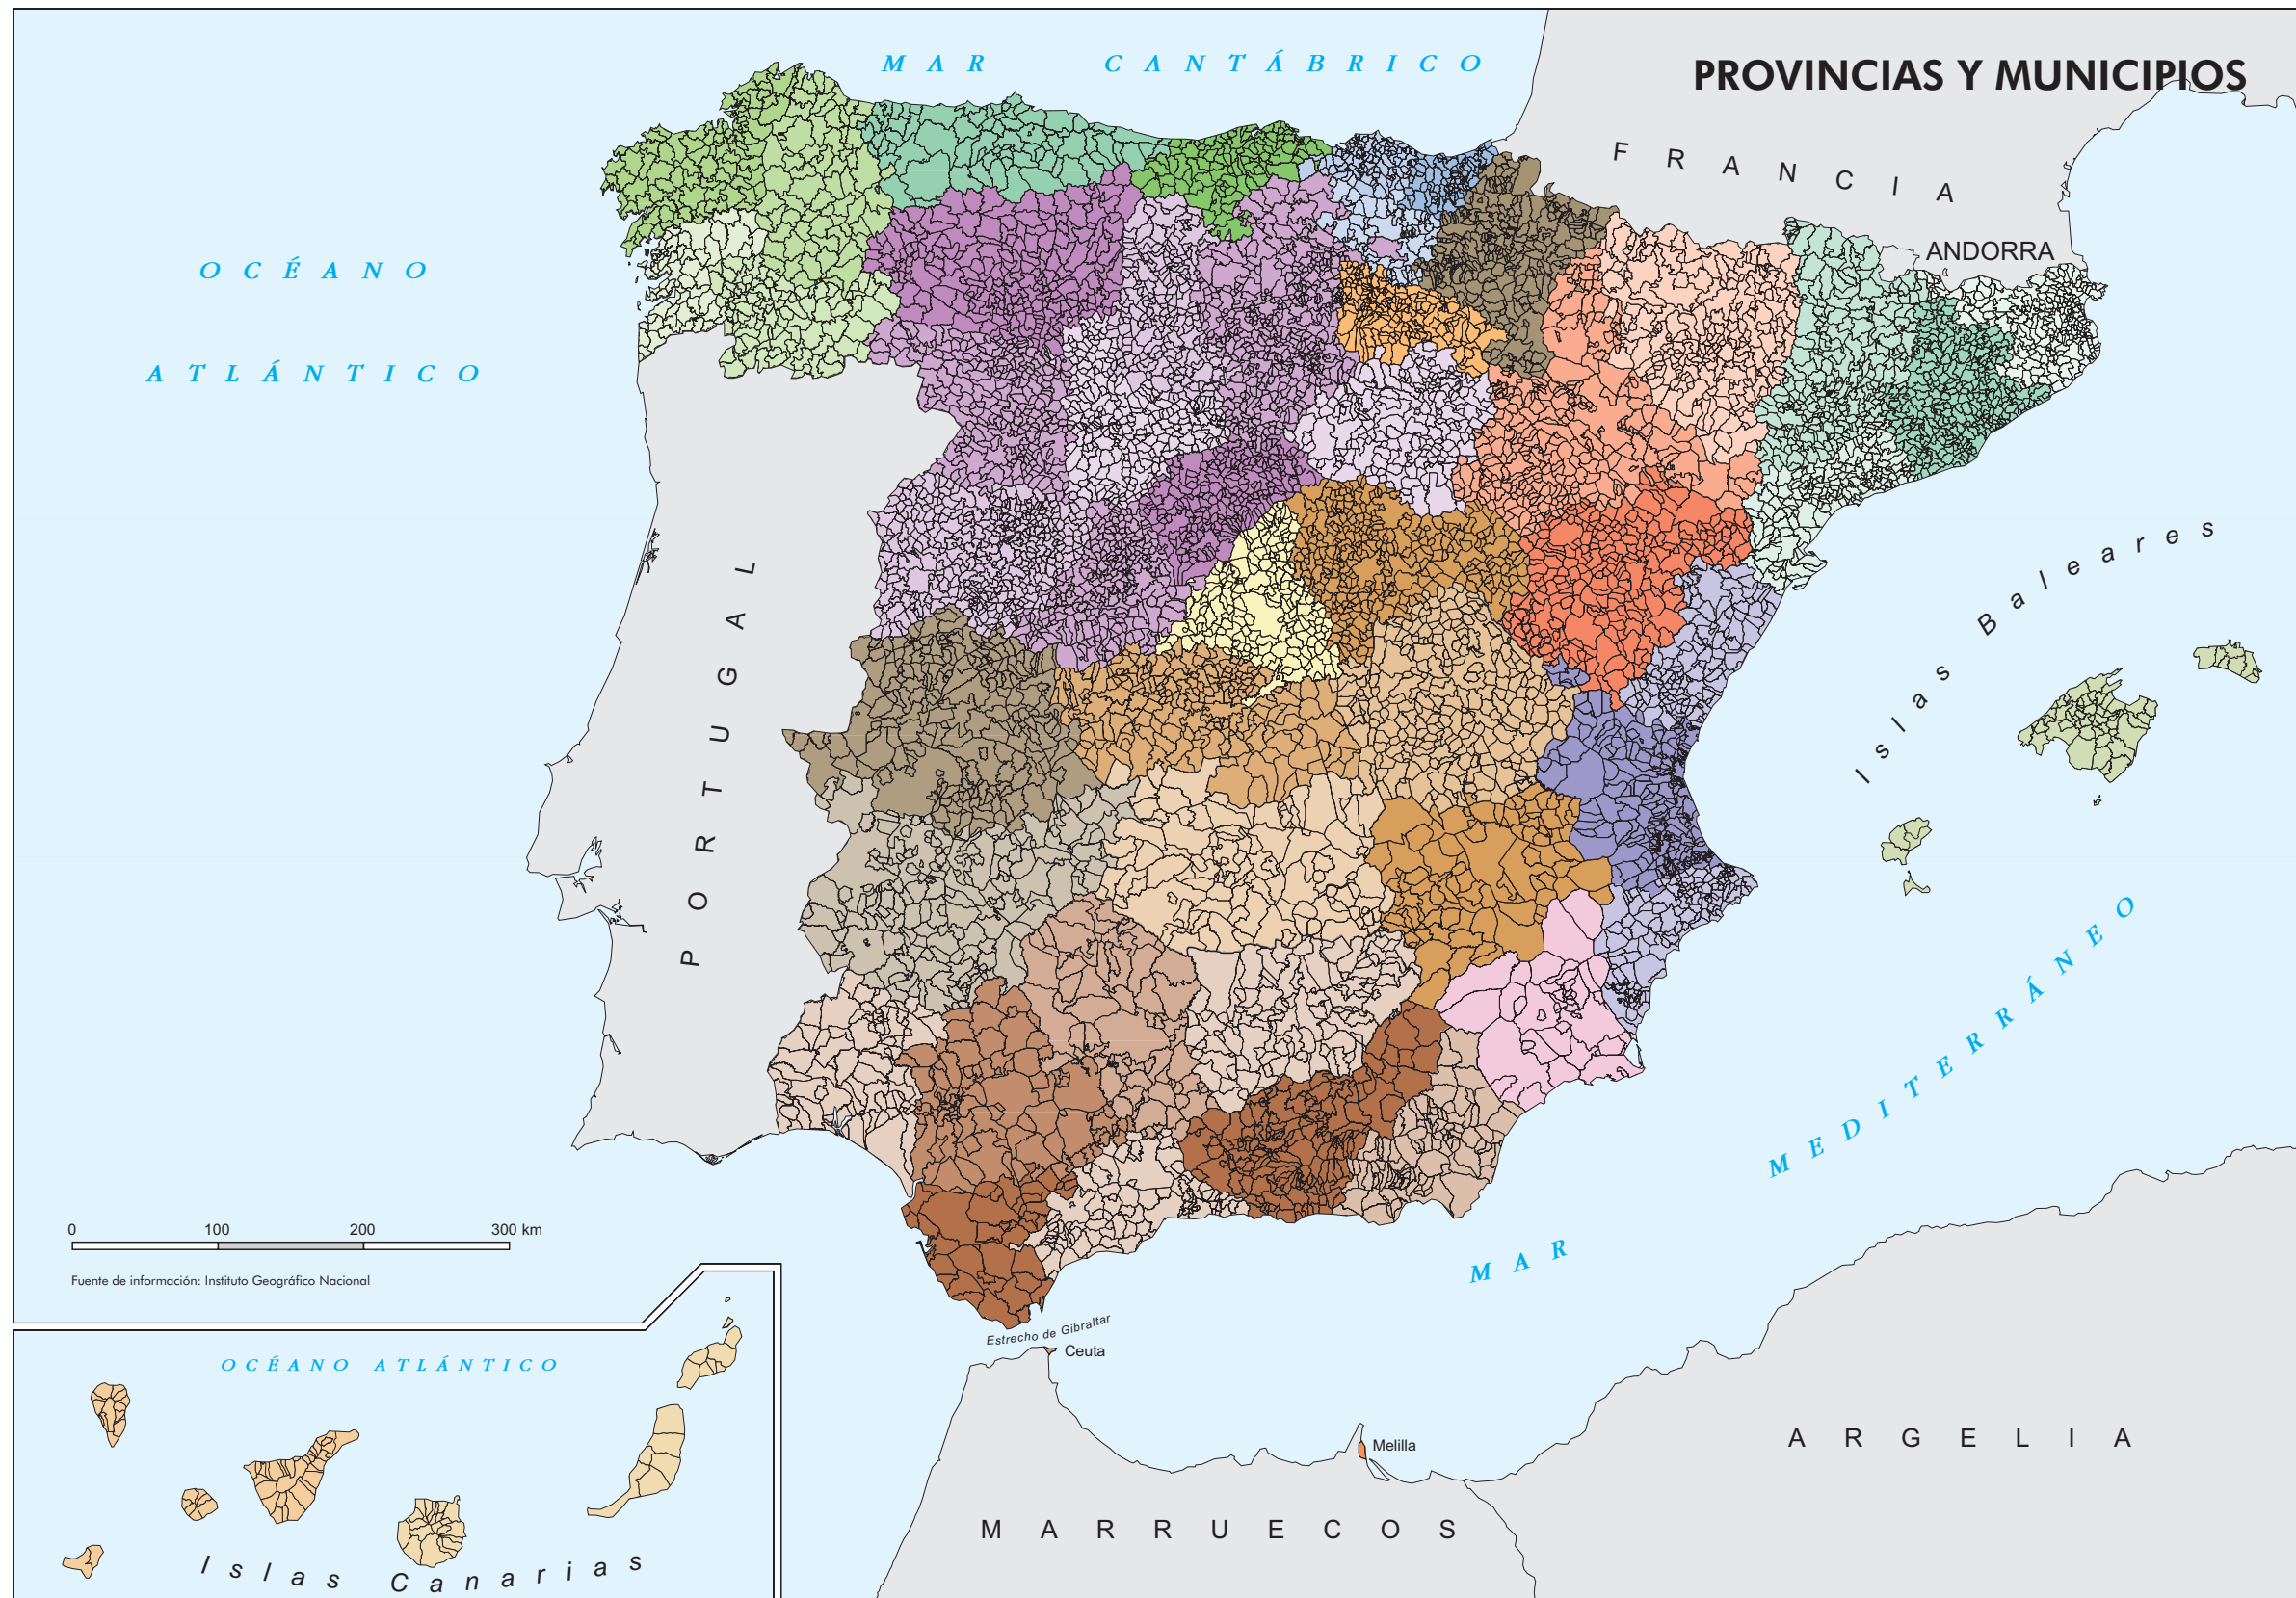 MAR CANTÁBRICO
PROVINCIAS Y MUNICIPIOS
FRANCIA
ANDORRA
OCÉANO
ATLÁNTICO
PORTUGAL
Islas Baleares
MAR MEDITERRÁNEO
0 100 200 300 km
Fuente de información: Instituto Geográfico Nacional
Estrecho de Gibraltar
Ceuta
OCÉANO ATLÁNTICO
Melilla
ARGELIA
MARRUECOS
Islas Canarias